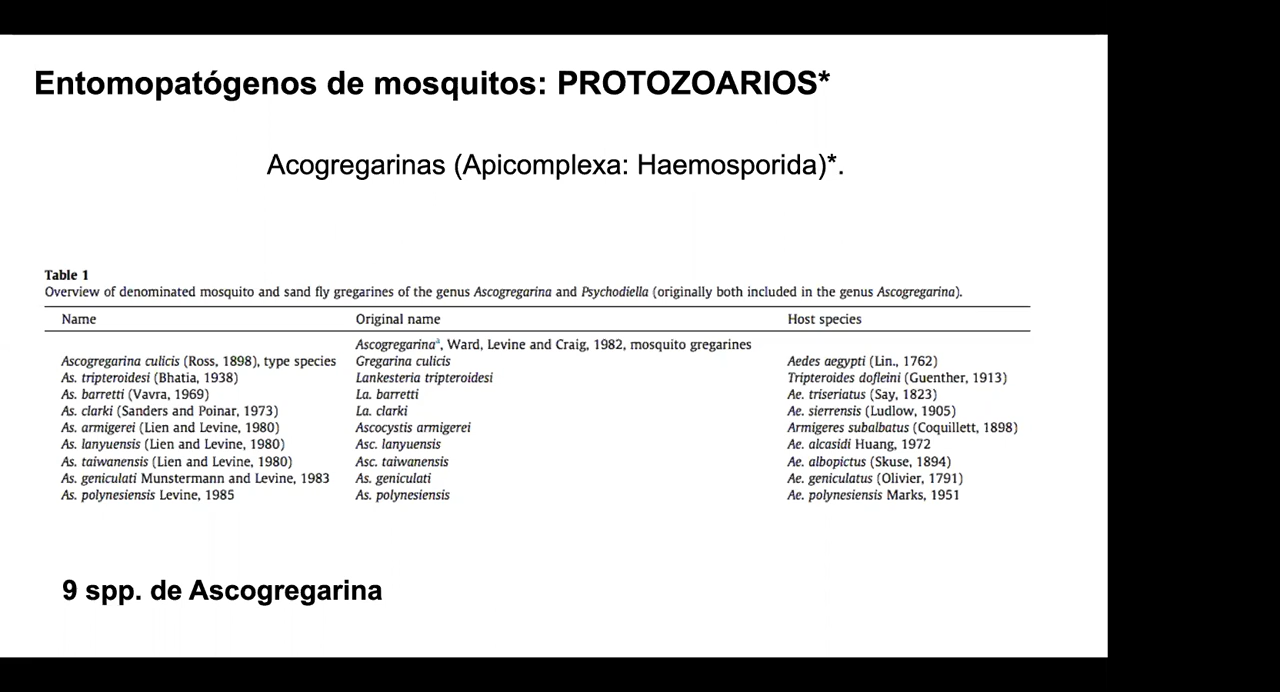 Entomopatógenos de mosquitos: PROTOZOARIOS*
Acogregarinas (Apicomplexa: Haemosporida)*.
Table 1
Overview of denominated mosquito and sand fly gregarines of the genus Ascogregarina and Psychodiella (originally both included in the genus Ascogregarina).
Name Original name Host species
Ascogregarinaᵃ, Ward, Levine and Craig, 1982, mosquito gregarines
Ascogregarina culicis (Ross, 1898), type species Gregarina culicis Aedes aegypti (Lin., 1762)
As. tripteroidesi (Bhatia, 1938) Lankesteria tripteroidesi Tripteroides dofleini (Guenther, 1913)
As. barretti (Vavra, 1969) La. barretti Ae. triseriatus (Say, 1823)
As. clarki (Sanders and Poinar, 1973) La. clarki Ae. sierrensis (Ludlow, 1905)
As. armigerei (Lien and Levine, 1980) Ascocystis armigerei Armigeres subalbatus (Coquillett, 1898)
As. lanyuensis (Lien and Levine, 1980) Asc. lanyuensis Ae. alcasidi Huang, 1972
As. taiwanensis (Lien and Levine, 1980) Asc. taiwanensis Ae. albopictus (Skuse, 1894)
As. geniculati Munstermann and Levine, 1983 As. geniculati Ae. geniculatus (Olivier, 1791)
As. polynesiensis Levine, 1985 As. polynesiensis Ae. polynesiensis Marks, 1951
9 spp. de Ascogregarina